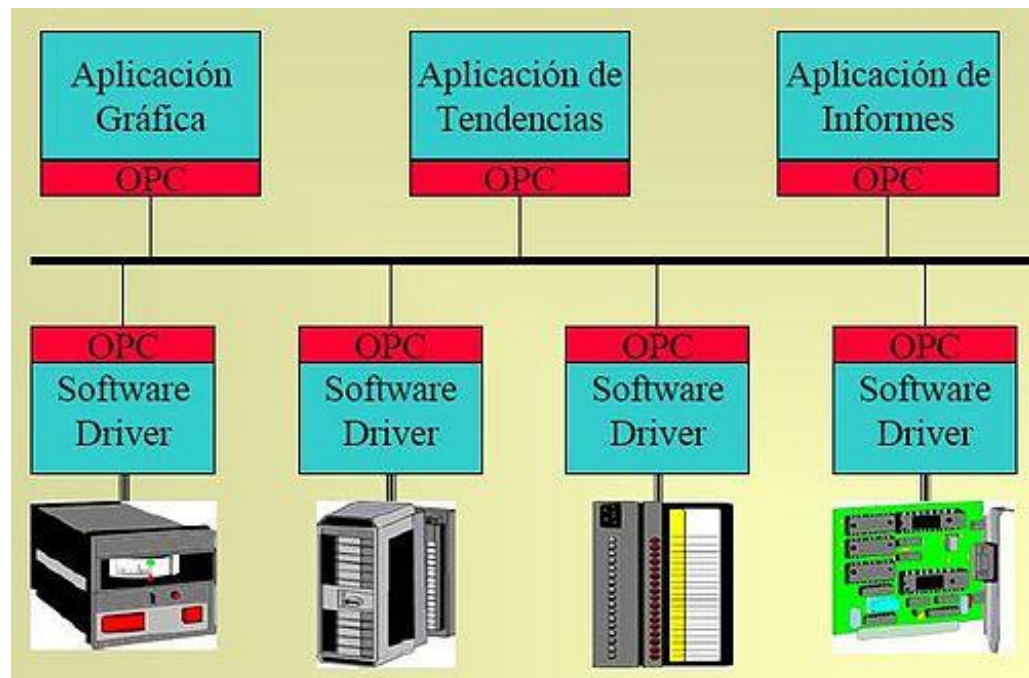 Aplicación
Gráfica
OPC
Aplicación de
Tendencias
OPC
Aplicación de
Informes
OPC
OPC
Software
Driver
OPC
Software
Driver
OPC
Software
Driver
OPC
Software
Driver